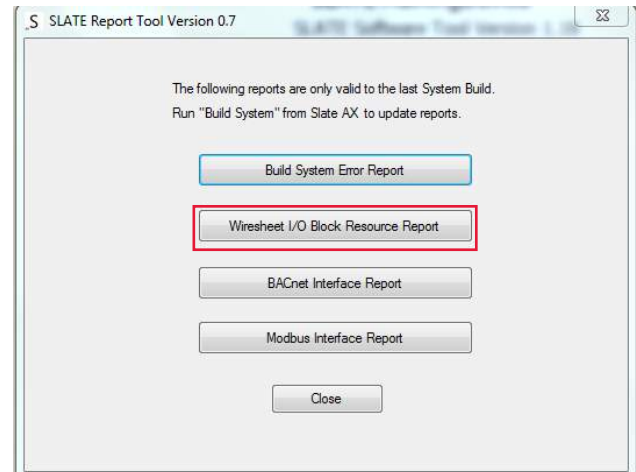 S SLATE Report Tool Version 0.7
The following reports are only valid to the last System Build.
Run "Build System" from Slate AX to update reports.
Build System Error Report
Wiresheet I/O Block Resource Report
BACnet Interface Report
Modbus Interface Report
Close